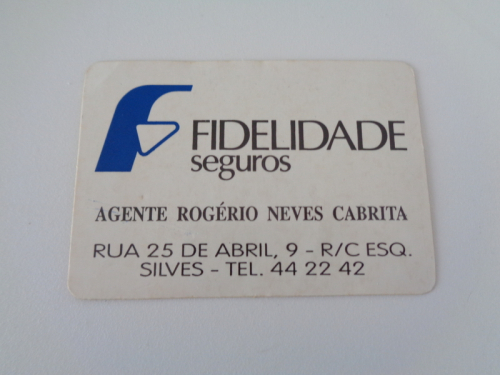 FIDELIDADE
seguros
AGENTE ROGÉRIO NEVES CABRITA
RUA 25 DE ABRIL, 9 - R/C ESQ.
SILVES - TEL. 44 22 42